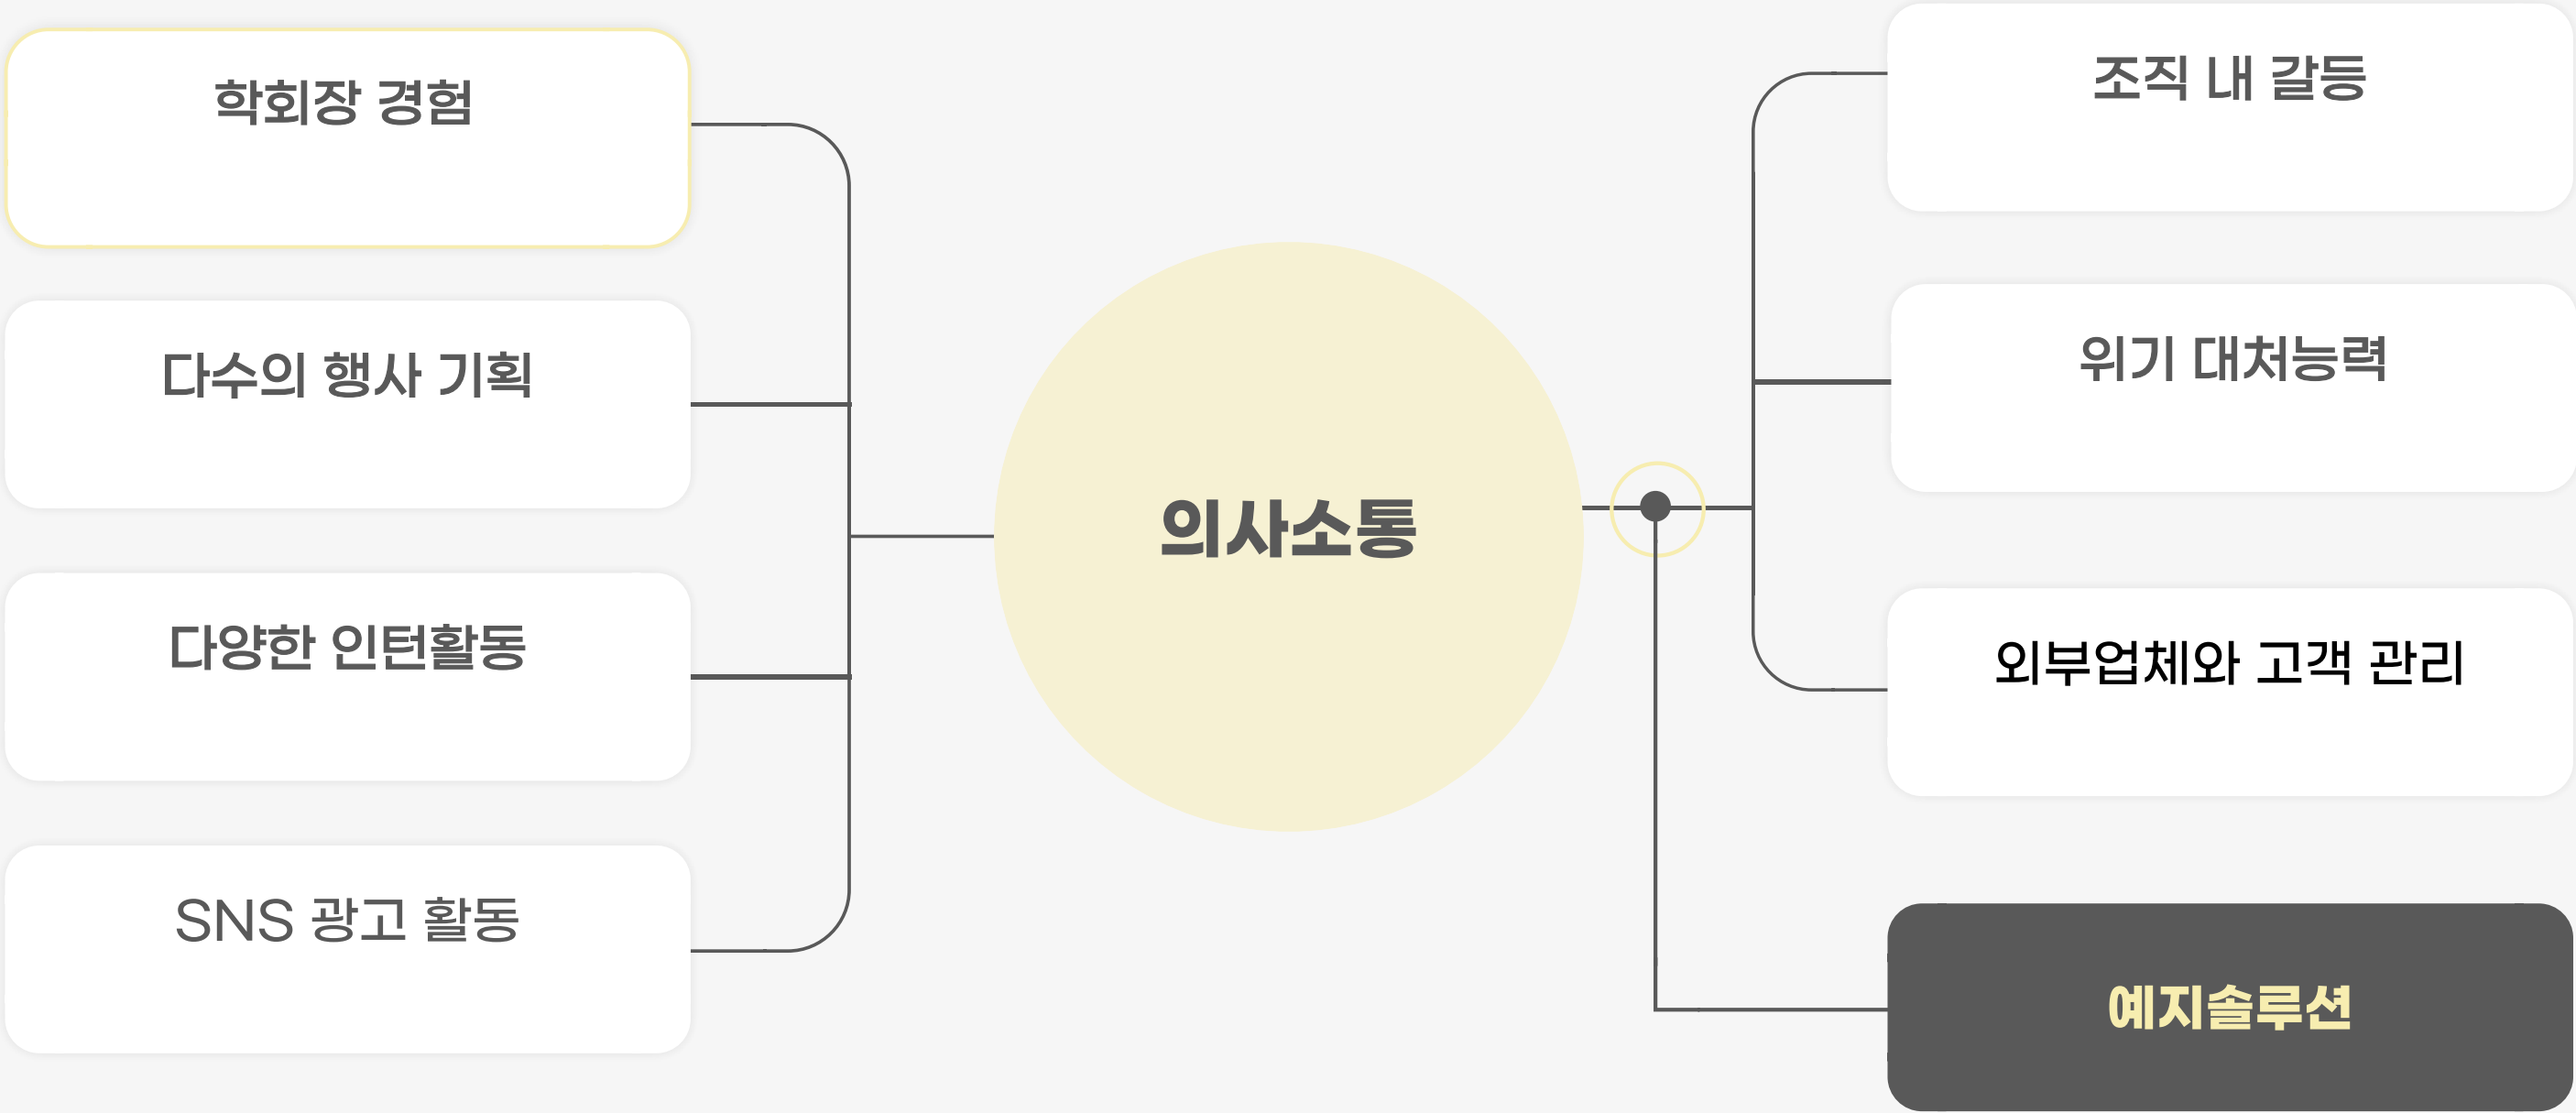 학회장 경험
다수의 행사 기획
다양한 인턴활동
SNS 광고 활동
의사소통
조직 내 갈등
위기 대처능력
외부업체와 고객 관리
예지솔루션